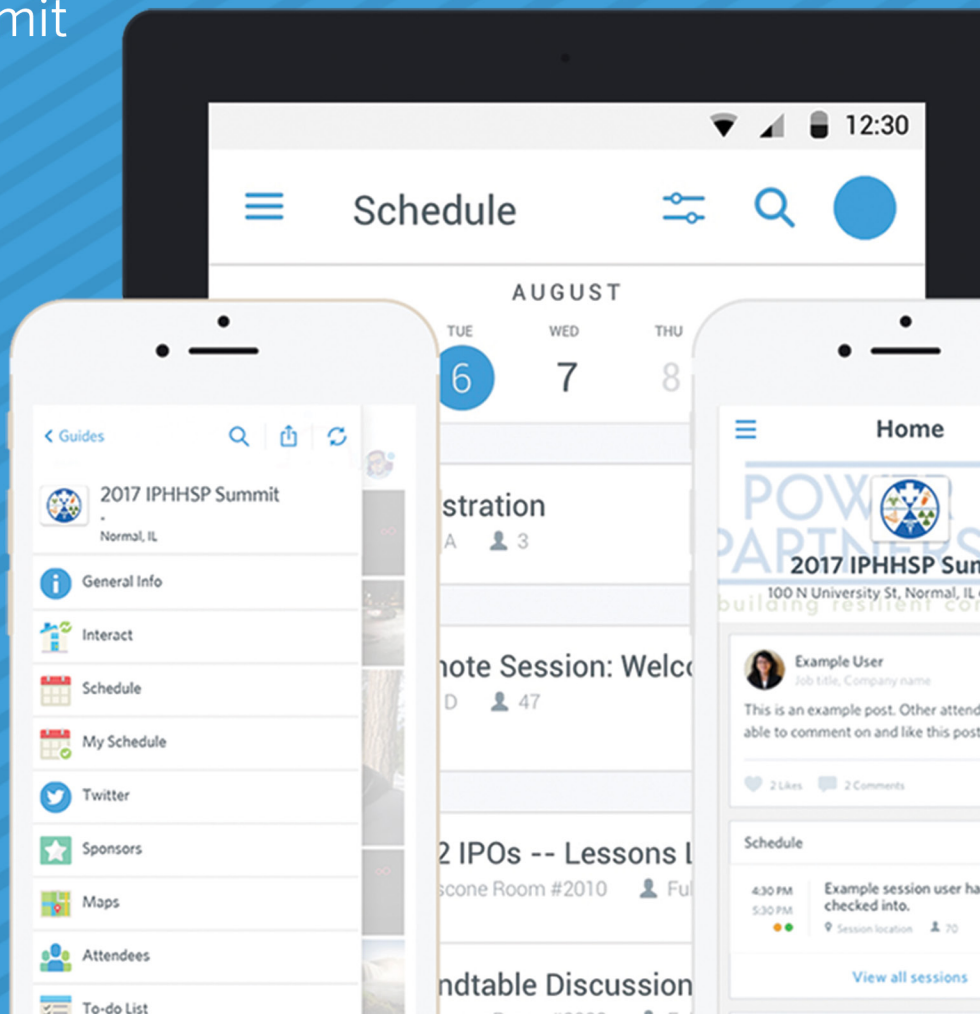 mit
12:30
Schedule
AUGUST
TUE WED THU
6 7 8
stration
A 3
note Session: Welco
D 47
2 IPOs -- Lessons L
scone Room #2010 Ful
ndtable Discussion
Guides
2017 IPHHSP Summit
-
Normal, IL
General Info
Interact
Schedule
My Schedule
Twitter
Sponsors
Maps
Attendees
To-do List
Home
POWER
PARTNERS
2017 IPHHSP Sum
100 N University St, Normal, IL
building resilient com
Example User
Job title, Company name
This is an example post. Other attend
able to comment on and like this post
2 Likes 2 Comments
Schedule
4:30 PM Example session user ha
5:30 PM checked into.
Session location 70
View all sessions